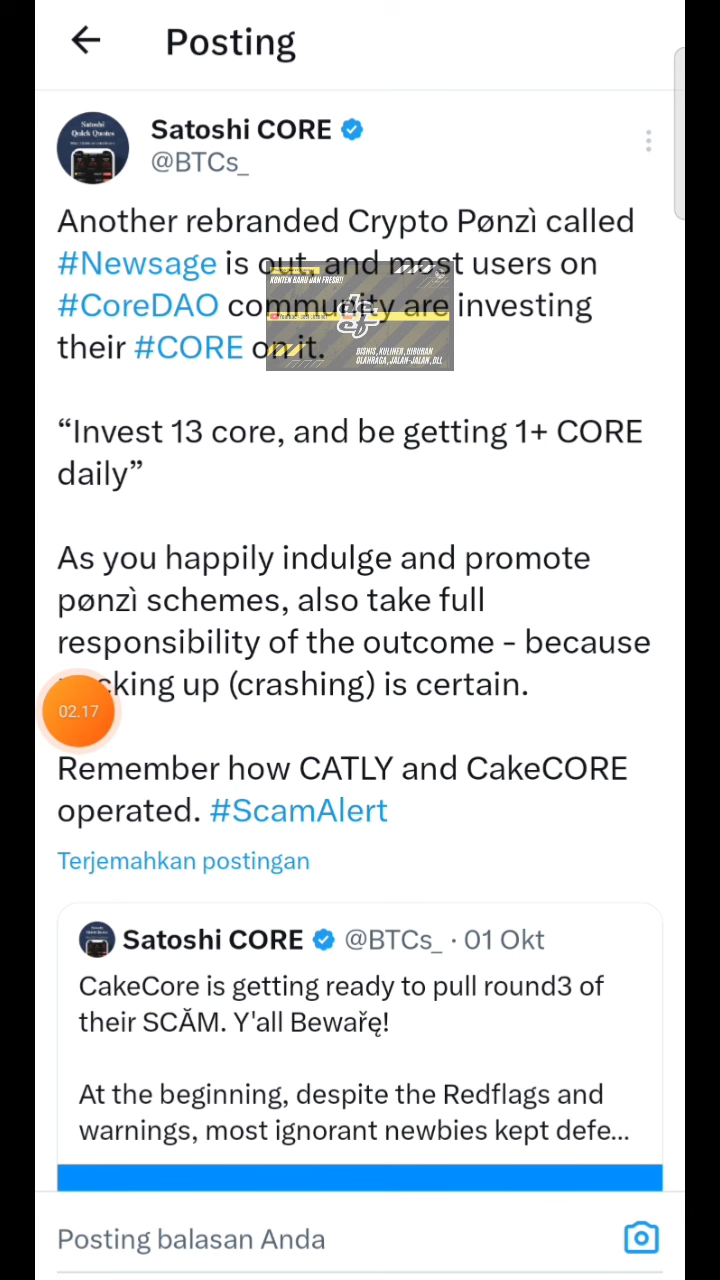 Posting
Satoshi CORE
@BTCs_
Another rebranded Crypto Pønzì called
#Newsage is out, and most users on
#CoreDAO community are investing
their #CORE on it.
KONTEN BARU DAN FRESH!!
BISNIS, KULINER, HIBURAN
OLAHRAGA, JALAN-JALAN, DLL
“Invest 13 core, and be getting 1+ CORE
daily”
As you happily indulge and promote
pønzì schemes, also take full
responsibility of the outcome - because
king up (crashing) is certain.
02.17
Remember how CATLY and CakeCORE
operated. #ScamAlert
Terjemahkan postingan
Satoshi CORE @BTCs_ · 01 Okt
CakeCore is getting ready to pull round3 of
their SCĂM. Y'all Bewařę!
At the beginning, despite the Redflags and
warnings, most ignorant newbies kept defe...
Posting balasan Anda